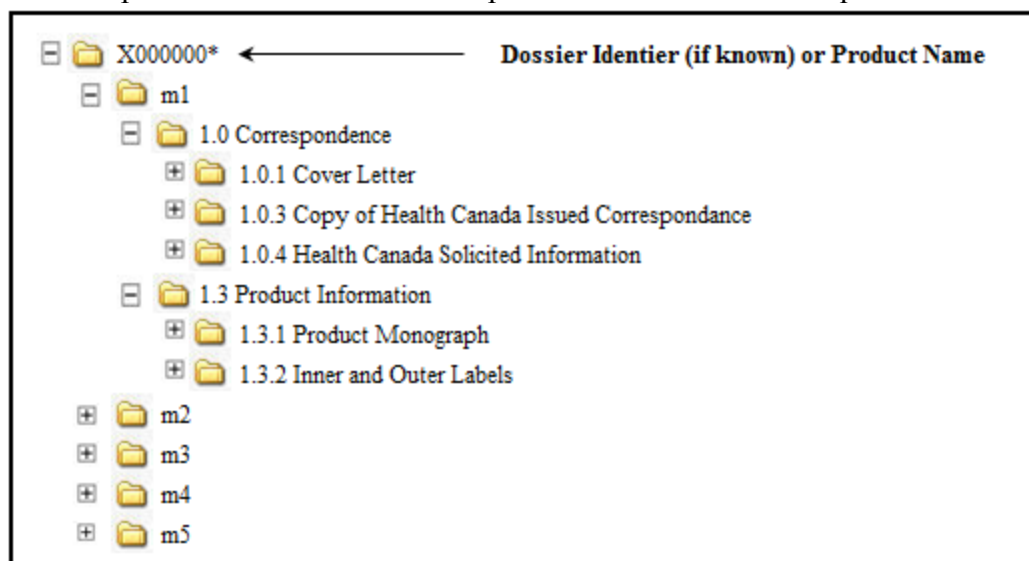 X000000* Dossier Identier (if known) or Product Name
m1
1.0 Correspondence
1.0.1 Cover Letter
1.0.3 Copy of Health Canada Issued Correspondance
1.0.4 Health Canada Solicited Information
1.3 Product Information
1.3.1 Product Monograph
1.3.2 Inner and Outer Labels
m2
m3
m4
m5